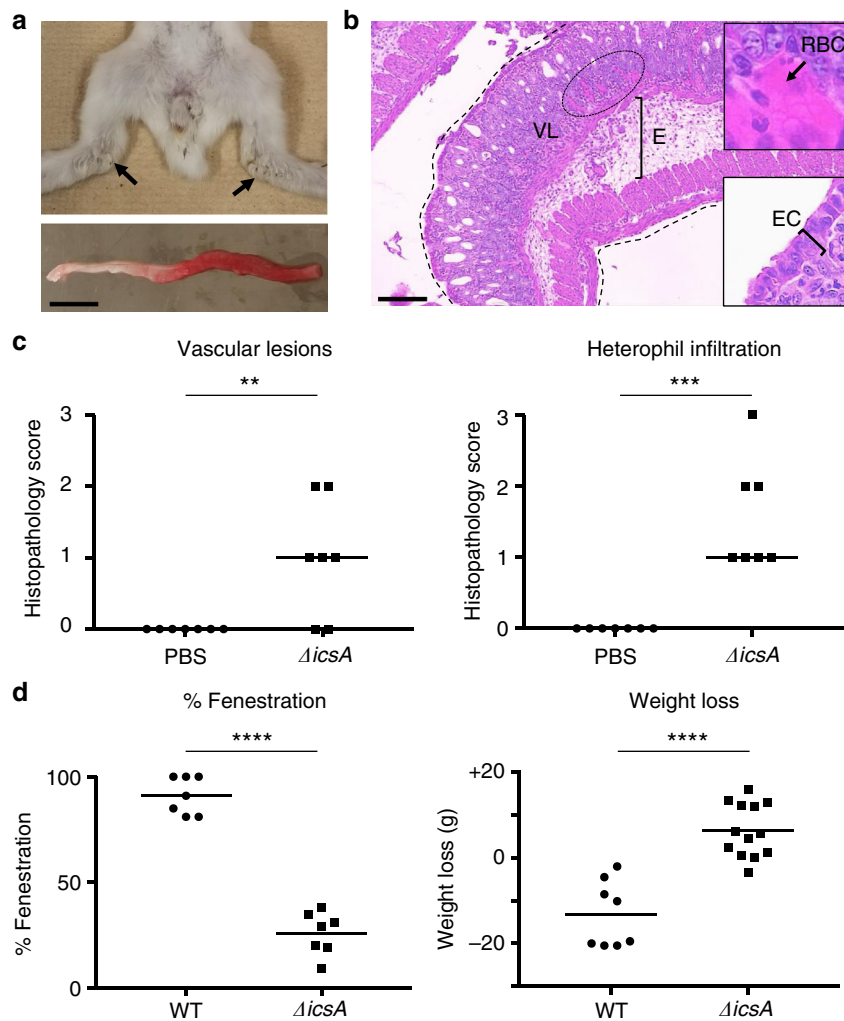 a
b
RBC
VL
E
EC
c
Vascular lesions
**
Histopathology score
3
2
1
0
PBS
ΔicsA
Heterophil infiltration
***
Histopathology score
3
2
1
0
PBS
ΔicsA
d
% Fenestration
****
% Fenestration
100
50
0
WT
ΔicsA
Weight loss
****
Weight loss (g)
+20
0
–20
WT
ΔicsA